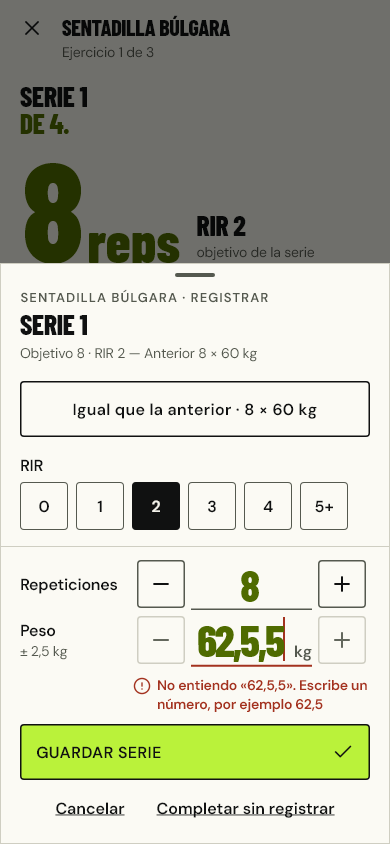 SENTADILLA BÚLGARA
Ejercicio 1 de 3
SERIE 1
DE 4.
8 reps
RIR 2
objetivo de la serie
SENTADILLA BÚLGARA · REGISTRAR
SERIE 1
Objetivo 8 · RIR 2 — Anterior 8 × 60 kg
Igual que la anterior · 8 × 60 kg
RIR
0 1 2 3 4 5+
Repeticiones − 8 +
Peso
± 2,5 kg
− 62,5,5 kg +
No entiendo «62,5,5». Escribe un
número, por ejemplo 62,5
GUARDAR SERIE
Cancelar Completar sin registrar